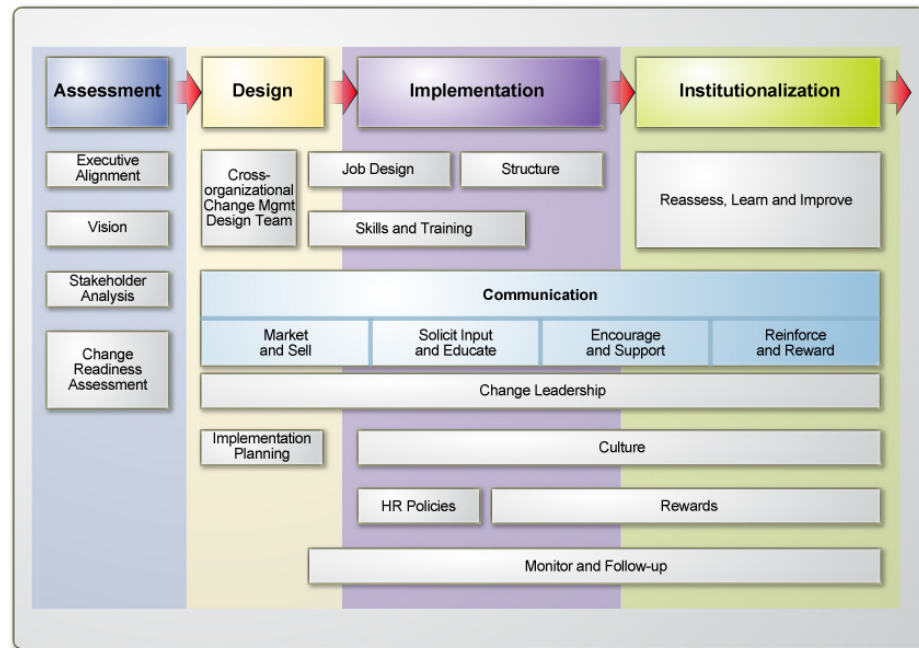 Assessment
Design
Implementation
Institutionalization
Executive
Alignment
Vision
Stakeholder
Analysis
Change
Readiness
Assessment
Cross-
organizational
Change Mgmt
Design Team
Job Design
Structure
Skills and Training
Reassess, Learn and Improve
Communication
Market
and Sell
Solicit Input
and Educate
Encourage
and Support
Reinforce
and Reward
Change Leadership
Implementation
Planning
Culture
HR Policies
Rewards
Monitor and Follow-up